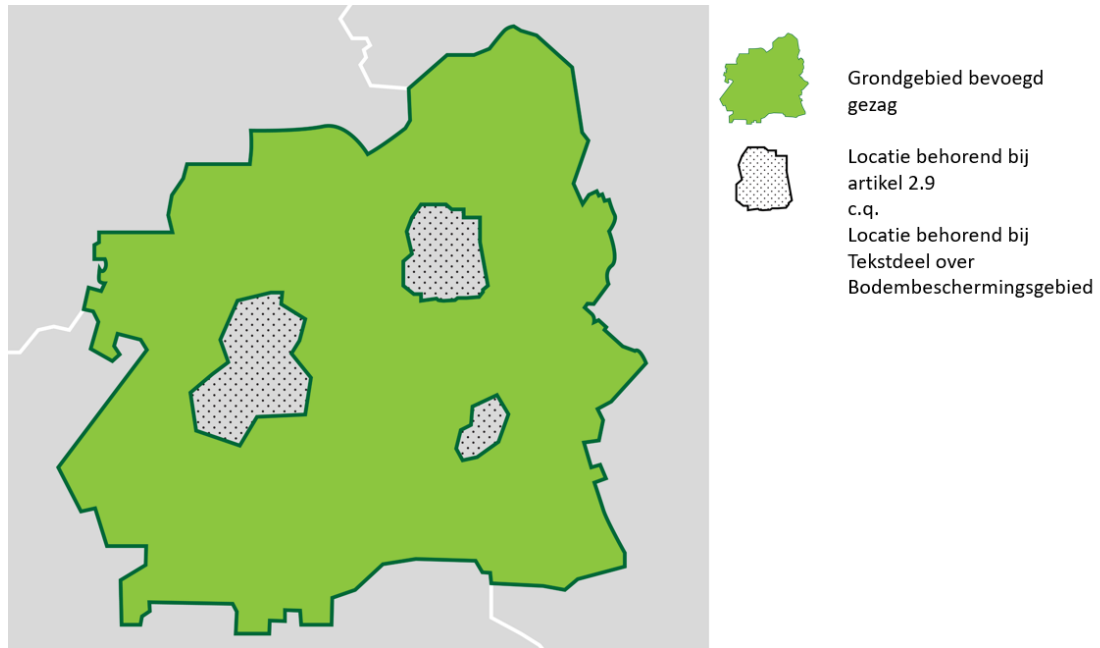 Grondgebied bevoegd
gezag
Locatie behorend bij
artikel 2.9
c.q.
Locatie behorend bij
Tekstdeel over
Bodembeschermingsgebied